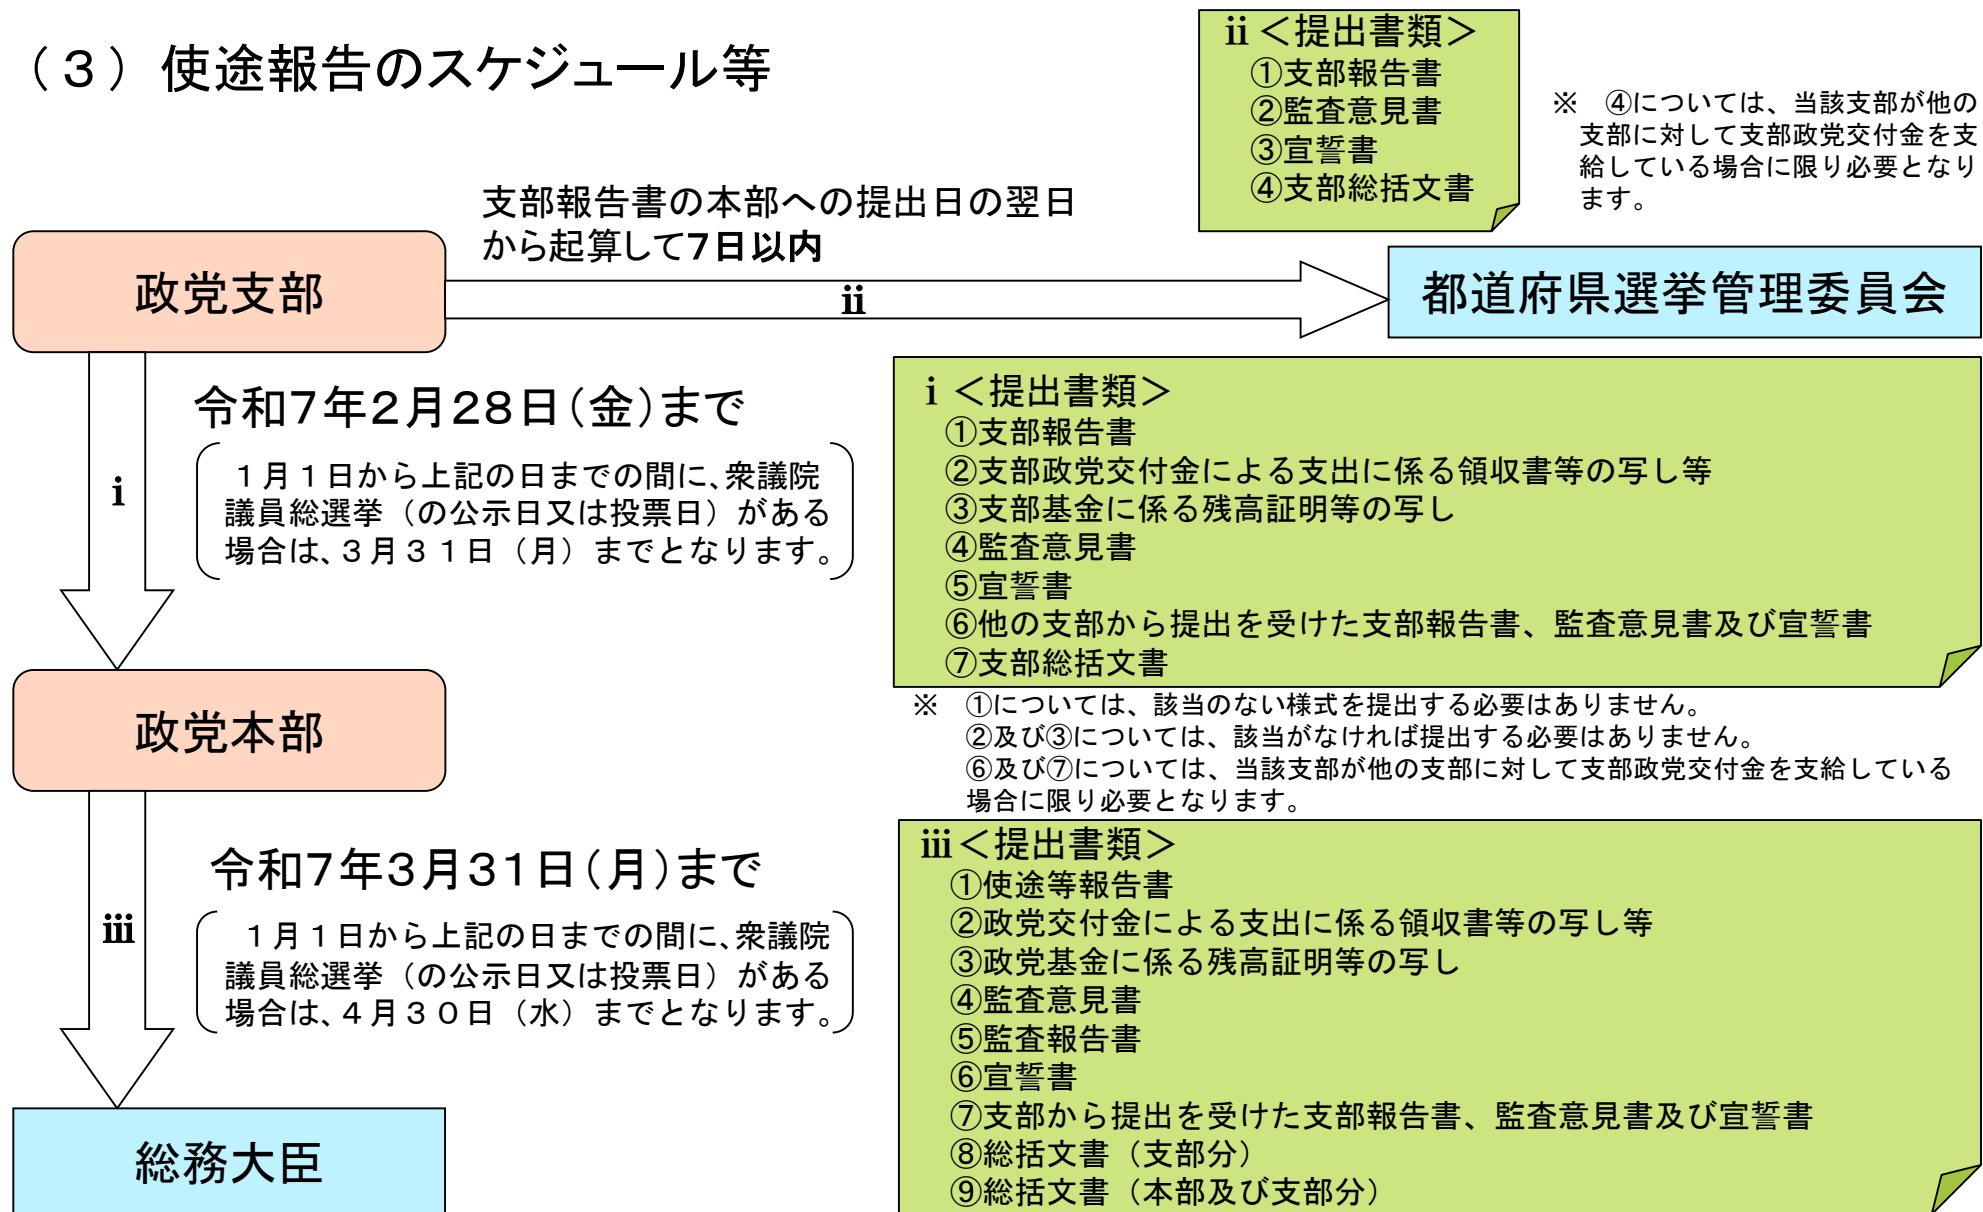 （３）使途報告のスケジュール等
ⅱ＜提出書類＞
①支部報告書
②監査意見書
③宣誓書
④支部総括文書
※　④については、当該支部が他の
支部に対して支部政党交付金を支
給している場合に限り必要となり
ます。
支部報告書の本部への提出日の翌日
から起算して7日以内
政党支部
ⅱ
都道府県選挙管理委員会
ⅰ
令和7年2月28日(金)まで
１月１日から上記の日までの間に、衆議院
議員総選挙（の公示日又は投票日）がある
場合は、３月３１日（月）までとなります。
ⅰ＜提出書類＞
①支部報告書
②支部政党交付金による支出に係る領収書等の写し等
③支部基金に係る残高証明等の写し
④監査意見書
⑤宣誓書
⑥他の支部から提出を受けた支部報告書、監査意見書及び宣誓書
⑦支部総括文書
※　①については、該当のない様式を提出する必要はありません。
②及び③については、該当がなければ提出する必要はありません。
⑥及び⑦については、当該支部が他の支部に対して支部政党交付金を支給している
場合に限り必要となります。
政党本部
ⅲ
令和7年3月31日(月)まで
１月１日から上記の日までの間に、衆議院
議員総選挙（の公示日又は投票日）がある
場合は、４月３０日（水）までとなります。
ⅲ＜提出書類＞
①使途等報告書
②政党交付金による支出に係る領収書等の写し等
③政党基金に係る残高証明等の写し
④監査意見書
⑤監査報告書
⑥宣誓書
⑦支部から提出を受けた支部報告書、監査意見書及び宣誓書
⑧総括文書（支部分）
⑨総括文書（本部及び支部分）
総務大臣